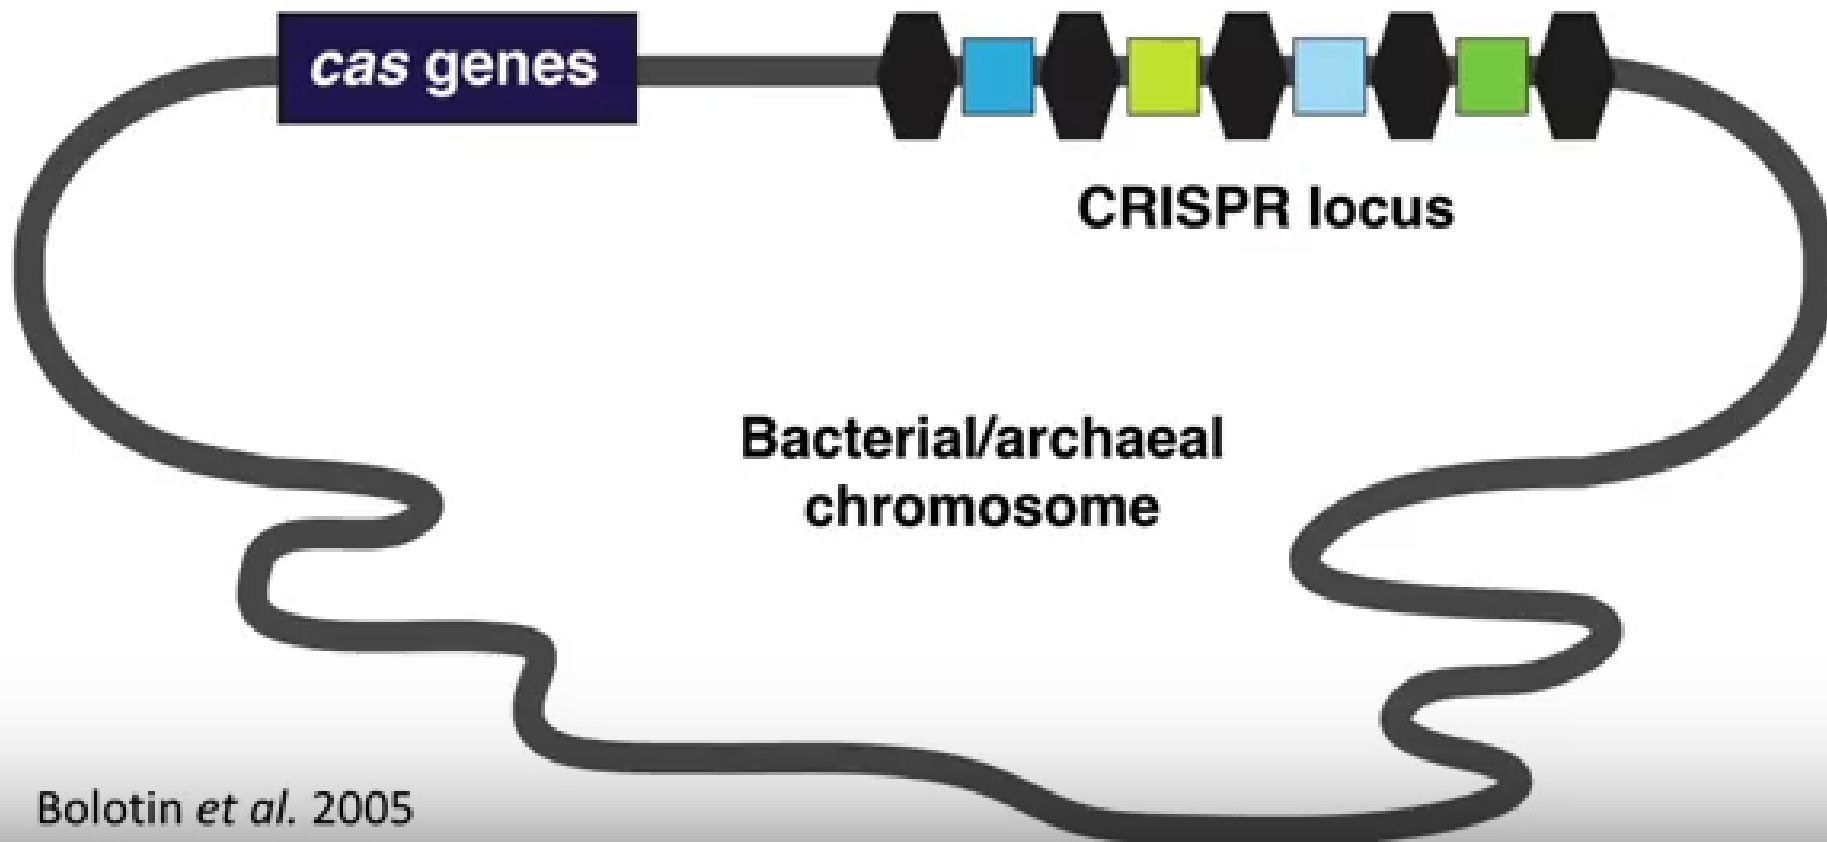 cas genes
CRISPR locus
Bacterial/archaeal
chromosome
Bolotin et al. 2005